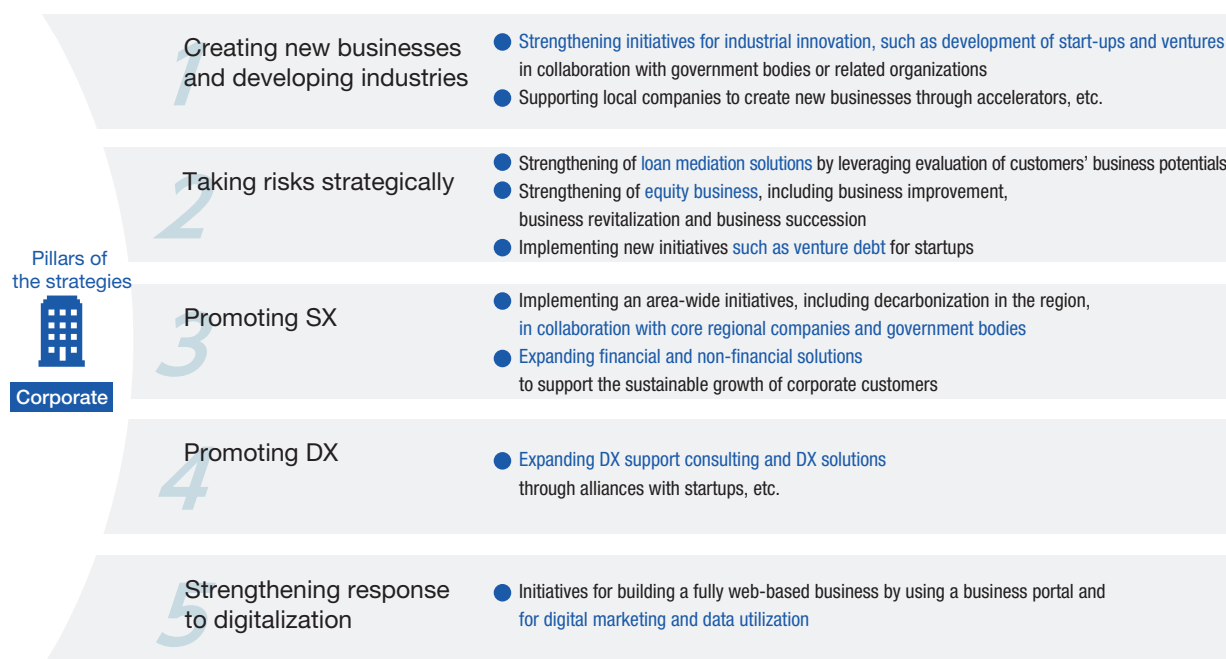 Pillars of
the strategies
Corporate
1
Creating new businesses
and developing industries
● Strengthening initiatives for industrial innovation, such as development of start-ups and ventures
in collaboration with government bodies or related organizations
● Supporting local companies to create new businesses through accelerators, etc.
2
Taking risks strategically
● Strengthening of loan mediation solutions by leveraging evaluation of customers’ business potentials
● Strengthening of equity business, including business improvement,
business revitalization and business succession
● Implementing new initiatives such as venture debt for startups
3
Promoting SX
● Implementing an area-wide initiatives, including decarbonization in the region,
in collaboration with core regional companies and government bodies
● Expanding financial and non-financial solutions
to support the sustainable growth of corporate customers
4
Promoting DX
● Expanding DX support consulting and DX solutions
through alliances with startups, etc.
5
Strengthening response
to digitalization
● Initiatives for building a fully web-based business by using a business portal and
for digital marketing and data utilization